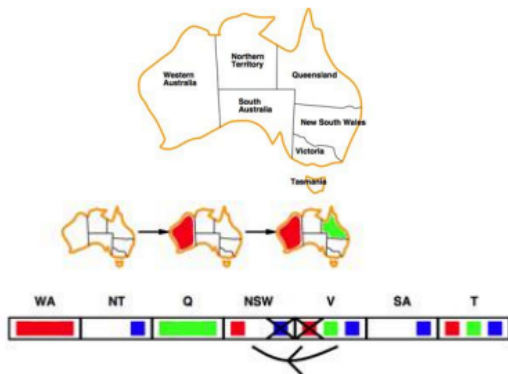 Northern
Territory
Western
Australia
Queensland
South
Australia
New South Wales
Victoria
Tasmania
WA NT Q NSW V SA T